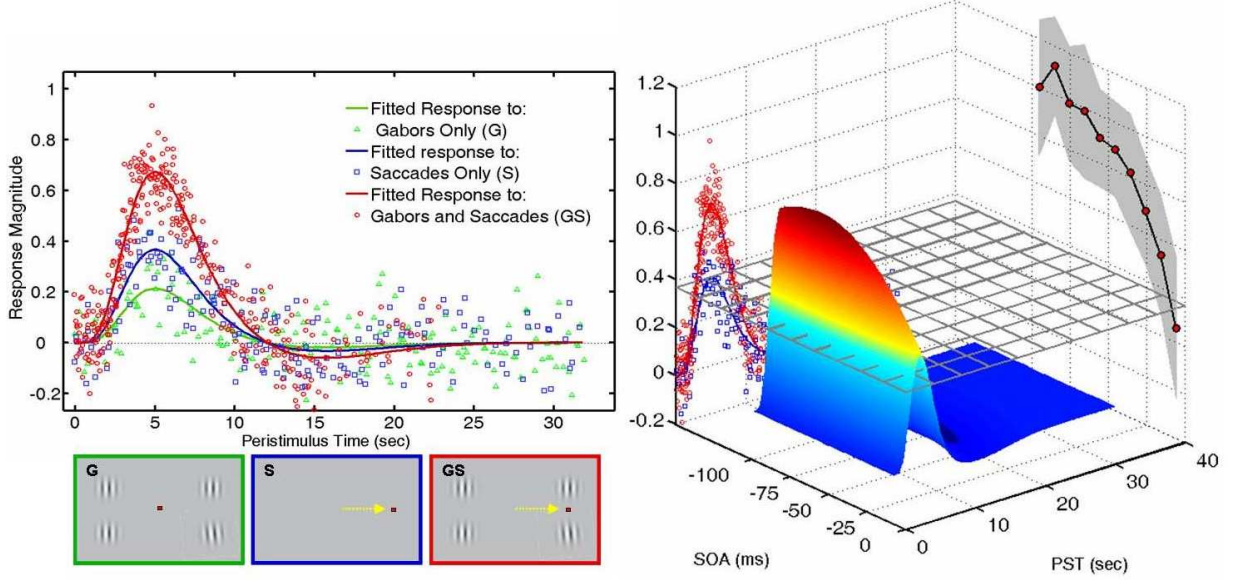 1
0.8
0.6
0.4
0.2
0
-0.2
Response Magnitude
Fitted Response to:
Gabors Only (G)
Fitted response to:
Saccades Only (S)
Fitted Response to:
Gabors and Saccades (GS)
0 5 10 15 20 25 30
Peristimulus Time (sec)
G
S
GS
1.2
1
0.8
0.6
0.4
0.2
0
-0.2
-100
-75
-50
-25
0
SOA (ms)
0
10
20
30
40
PST (sec)